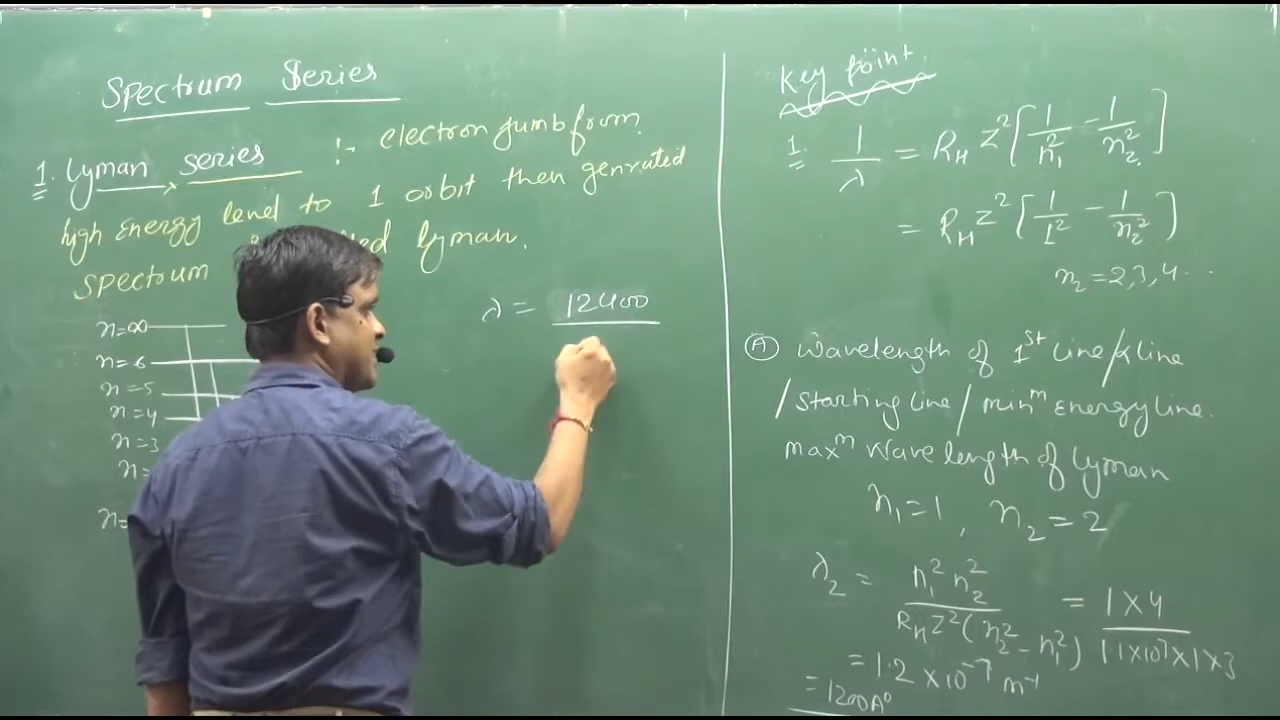 Spectrum Series
1. Lyman series :- electron jumb from
high Energy level to 1 orbit then genrated
Spectrum lyman.
n=∞
n=6
n=5
n=4
n=3
n=
n=
λ = 12400
Key point.
1. 1/λ = R_H Z² [1/n₁² - 1/n₂²]
= R_H Z² [1/1² - 1/n₂²]
n₂ = 2,3,4...
(A) Wavelength of 1st line/α line
/Starting line/minᵐ Energy line.
maxᵐ Wavelength of Lyman
n₁=1, n₂=2
λ₂ = n₁² n₂² / R_H Z² (n₂² - n₁²) = 1×4 / 1.1×10⁷×1×3
= 1.2 × 10⁻⁷ m⁻¹
= 1200A⁰